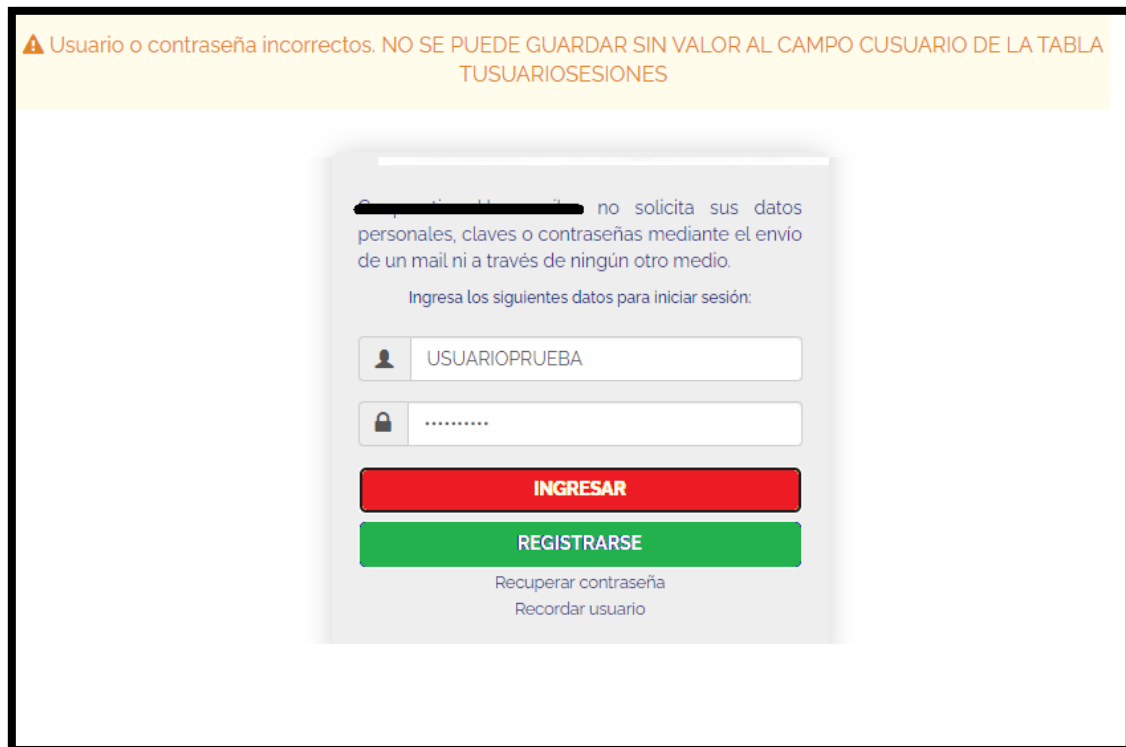 Usuario o contraseña incorrectos. NO SE PUEDE GUARDAR SIN VALOR AL CAMPO CUSUARIO DE LA TABLA
TUSUARIOSESIONES
no solicita sus datos
personales, claves o contraseñas mediante el envío
de un mail ni a través de ningún otro medio.
Ingresa los siguientes datos para iniciar sesión:
USUARIOPRUEBA
INGRESAR
REGISTRARSE
Recuperar contraseña
Recordar usuario